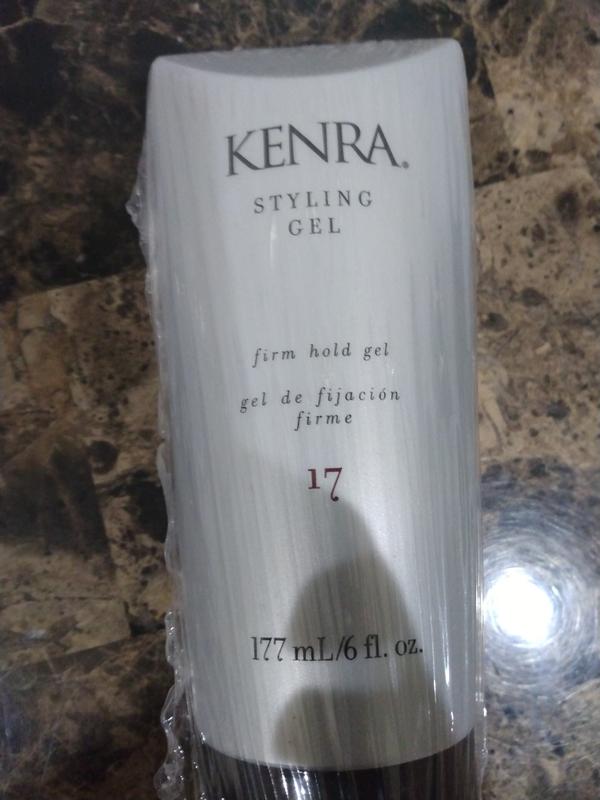 KENRA.
STYLING
GEL
firm hold gel
gel de fijación
firme
17
177 mL/6 fl. oz.